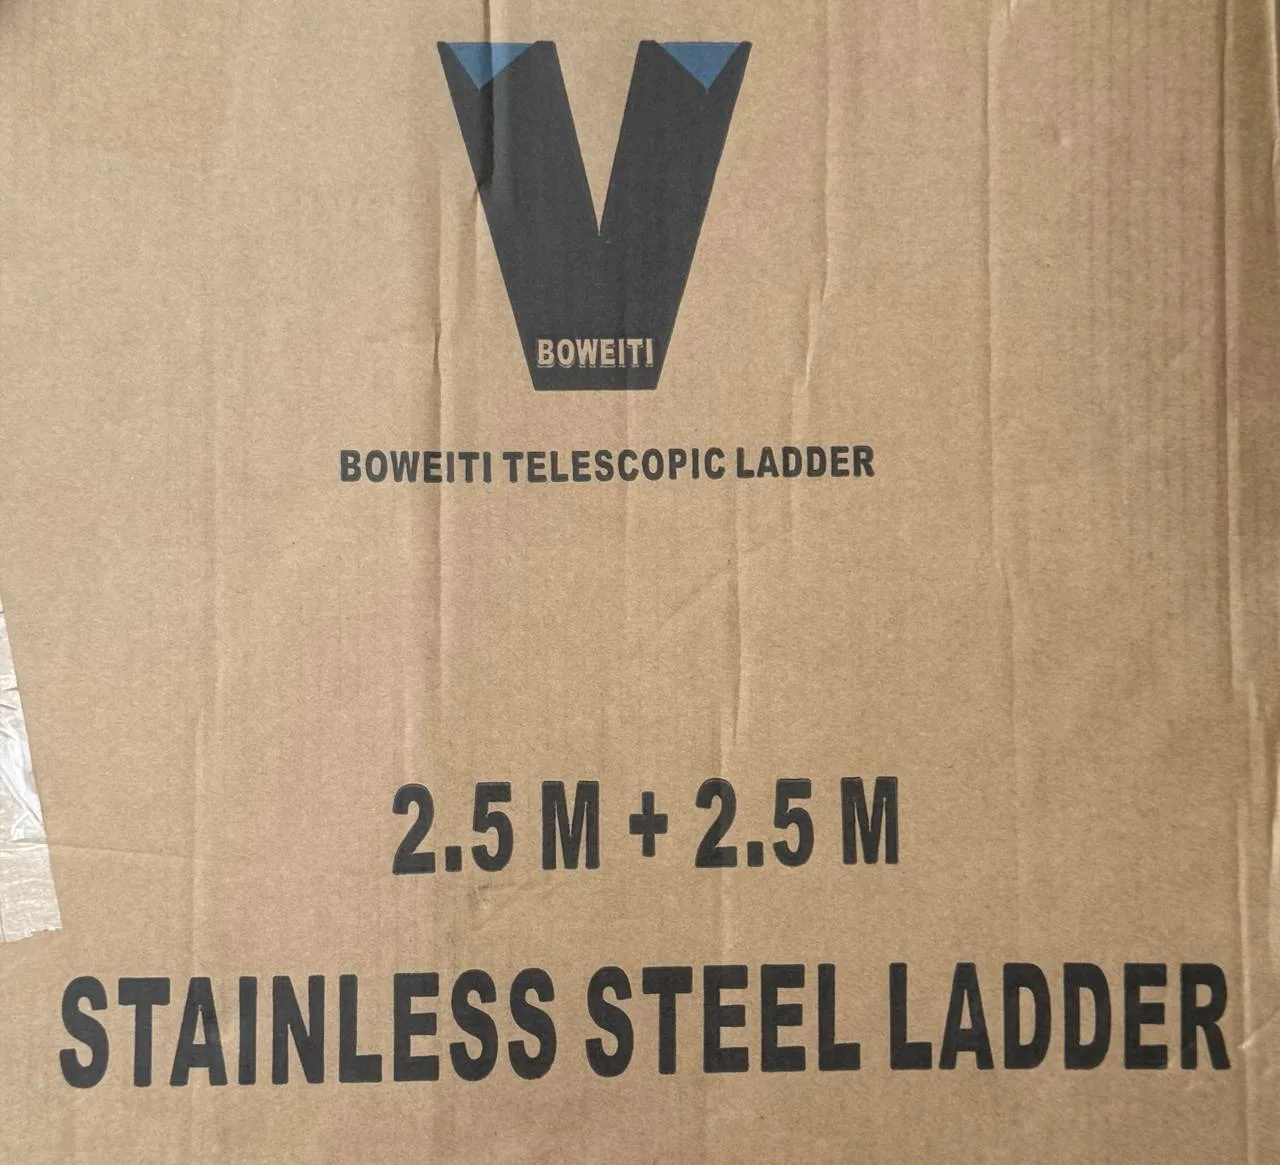 BOWEITI
BOWEITI TELESCOPIC LADDER
2.5 M + 2.5 M
STAINLESS STEEL LADDER